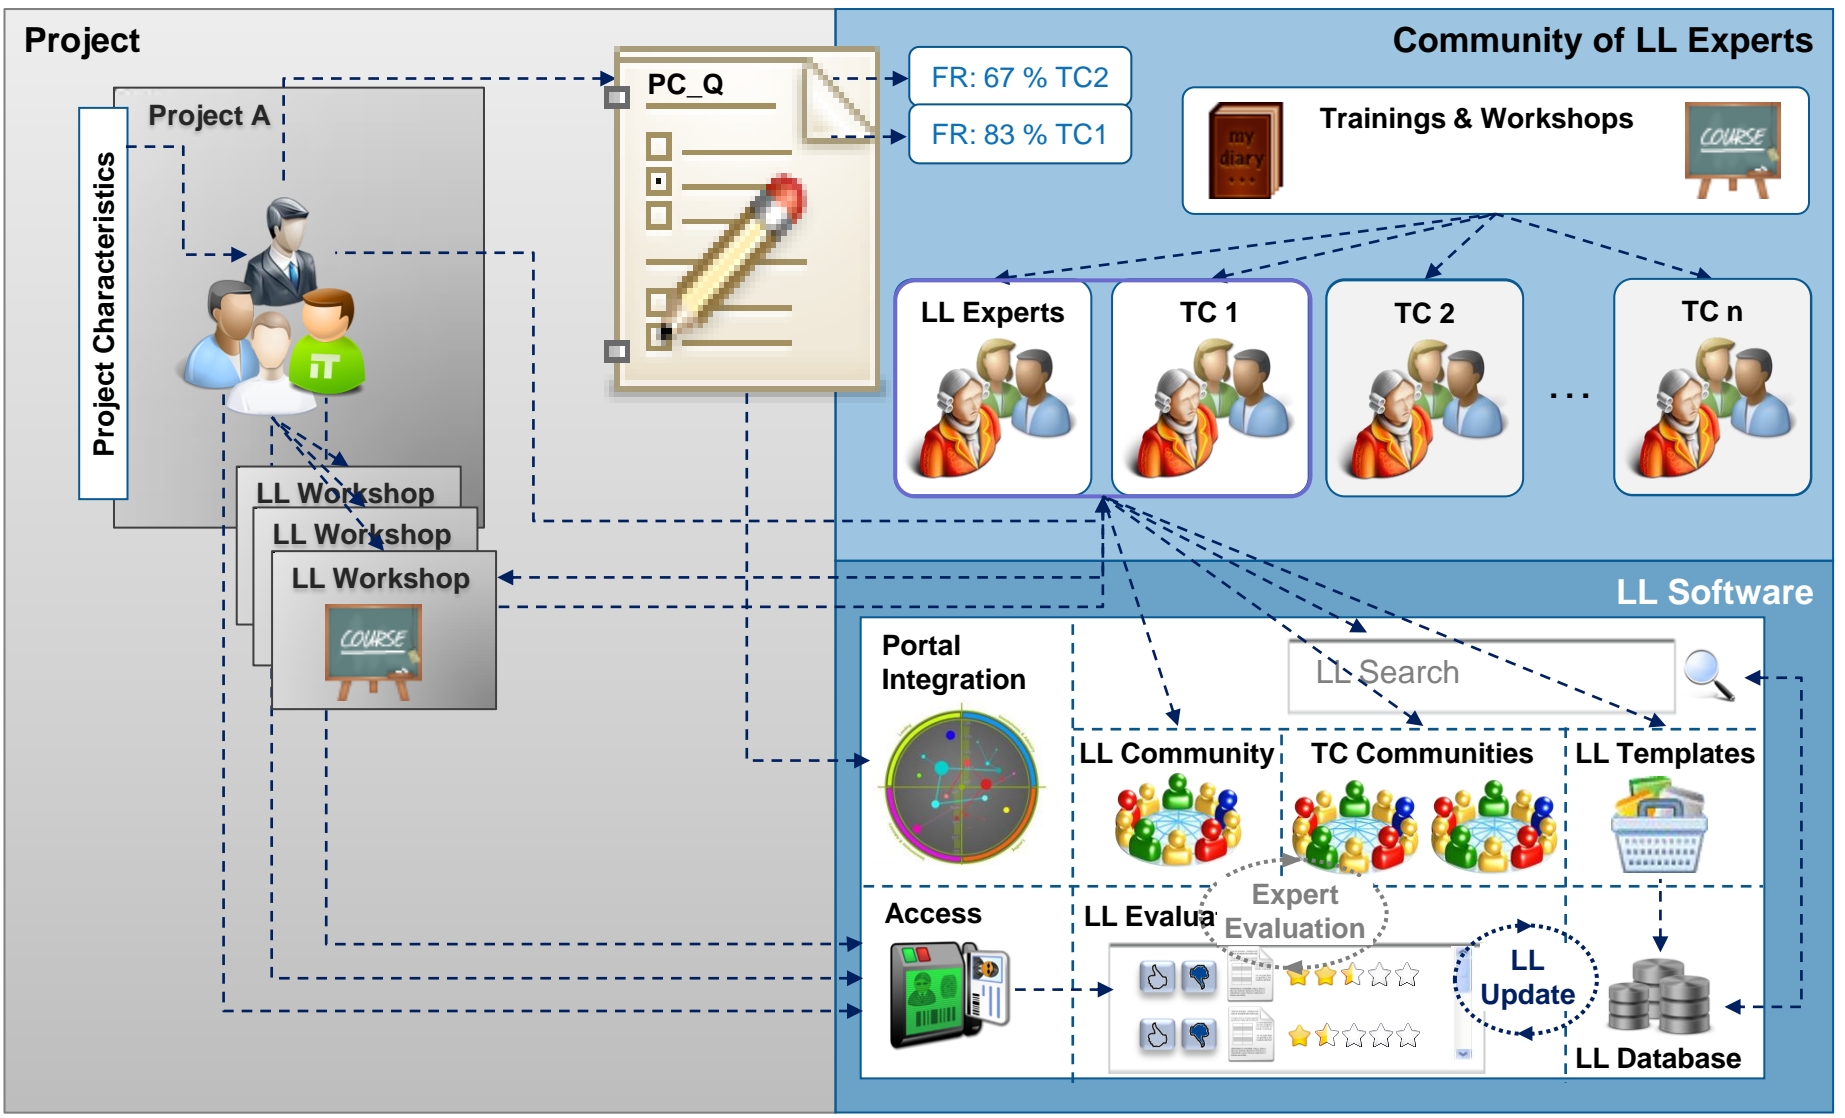 Project
Project Characteristics
Project A
iT
LL Workshop
LL Workshop
LL Workshop
COURSE
PC_Q
FR: 67 % TC2
FR: 83 % TC1
Community of LL Experts
my
diary
Trainings & Workshops
COURSE
LL Experts
TC 1
TC 2
. . .
TC n
LL Software
Portal
Integration
LL Search
LL Community
TC Communities
LL Templates
Access
LL Evalua
Expert
Evaluation
LL
Update
LL Database